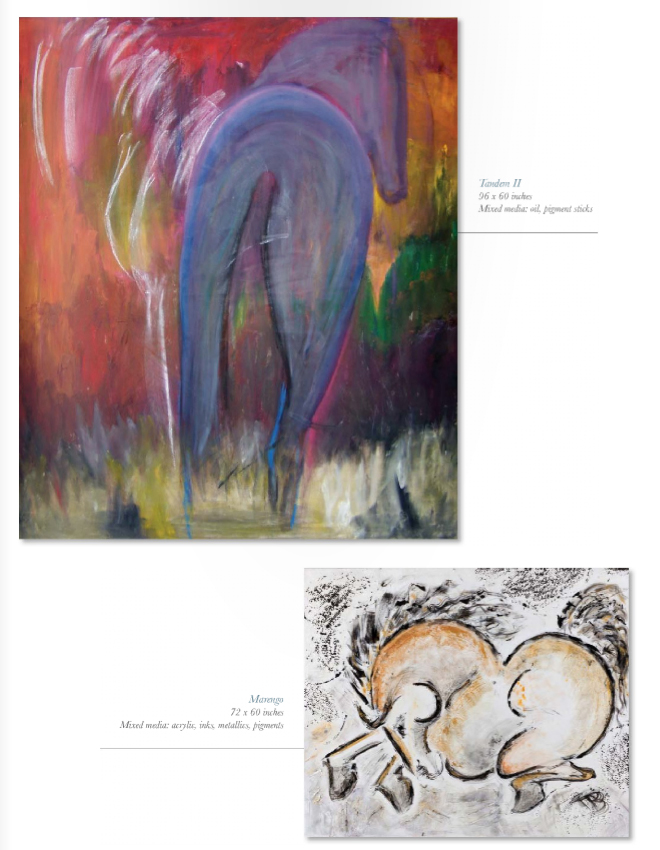 Tandem II
96 x 60 inches
Mixed media: oil, pigment sticks
Marengo
72 x 60 inches
Mixed media: acrylic, inks, metallics, pigments